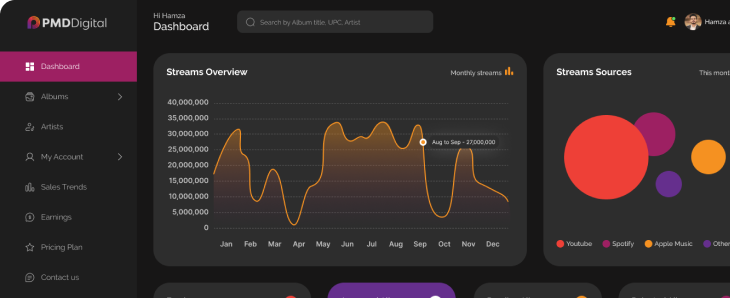 PMDDigital
Hi Hamza
Dashboard
Search by Album title, UPC, Artist
Hamza
Dashboard
Albums
Artists
My Account
Sales Trends
Earnings
Pricing Plan
Contact us
Streams Overview
Monthly streams
40,000,000
35,000,000
30,000,000
25,000,000
20,000,000
15,000,000
10,000,000
5,000,000
0
Aug to Sep - 27,000,000
Jan Feb Mar Apr May Jun Jul Aug Sep Oct Nov Dec
Streams Sources
This mont
Youtube Spotify Apple Music Other